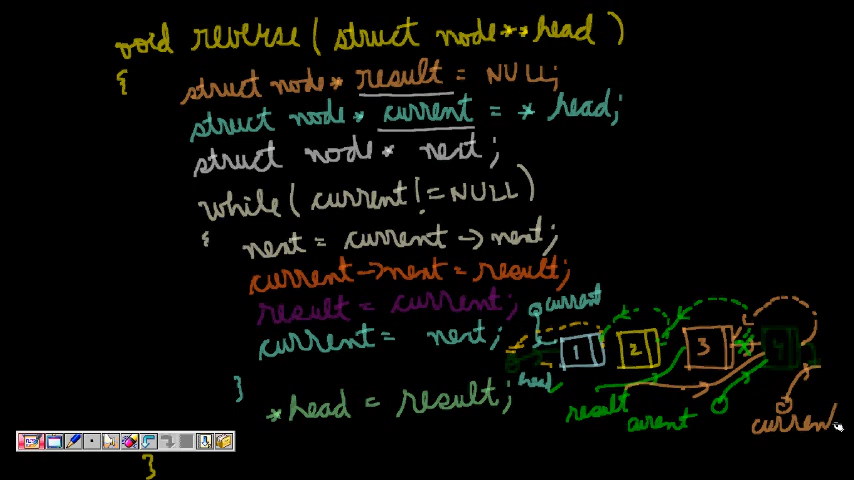 void reverse( struct node** head )
{
struct node* result = NULL;
struct node* current = * head;
struct node* next;
while( current != NULL)
{ next = current -> next;
current->next = result;
result = current;
current = next;
}
*head = result;
}
current
1 2 3 4
head
result
curent
curren